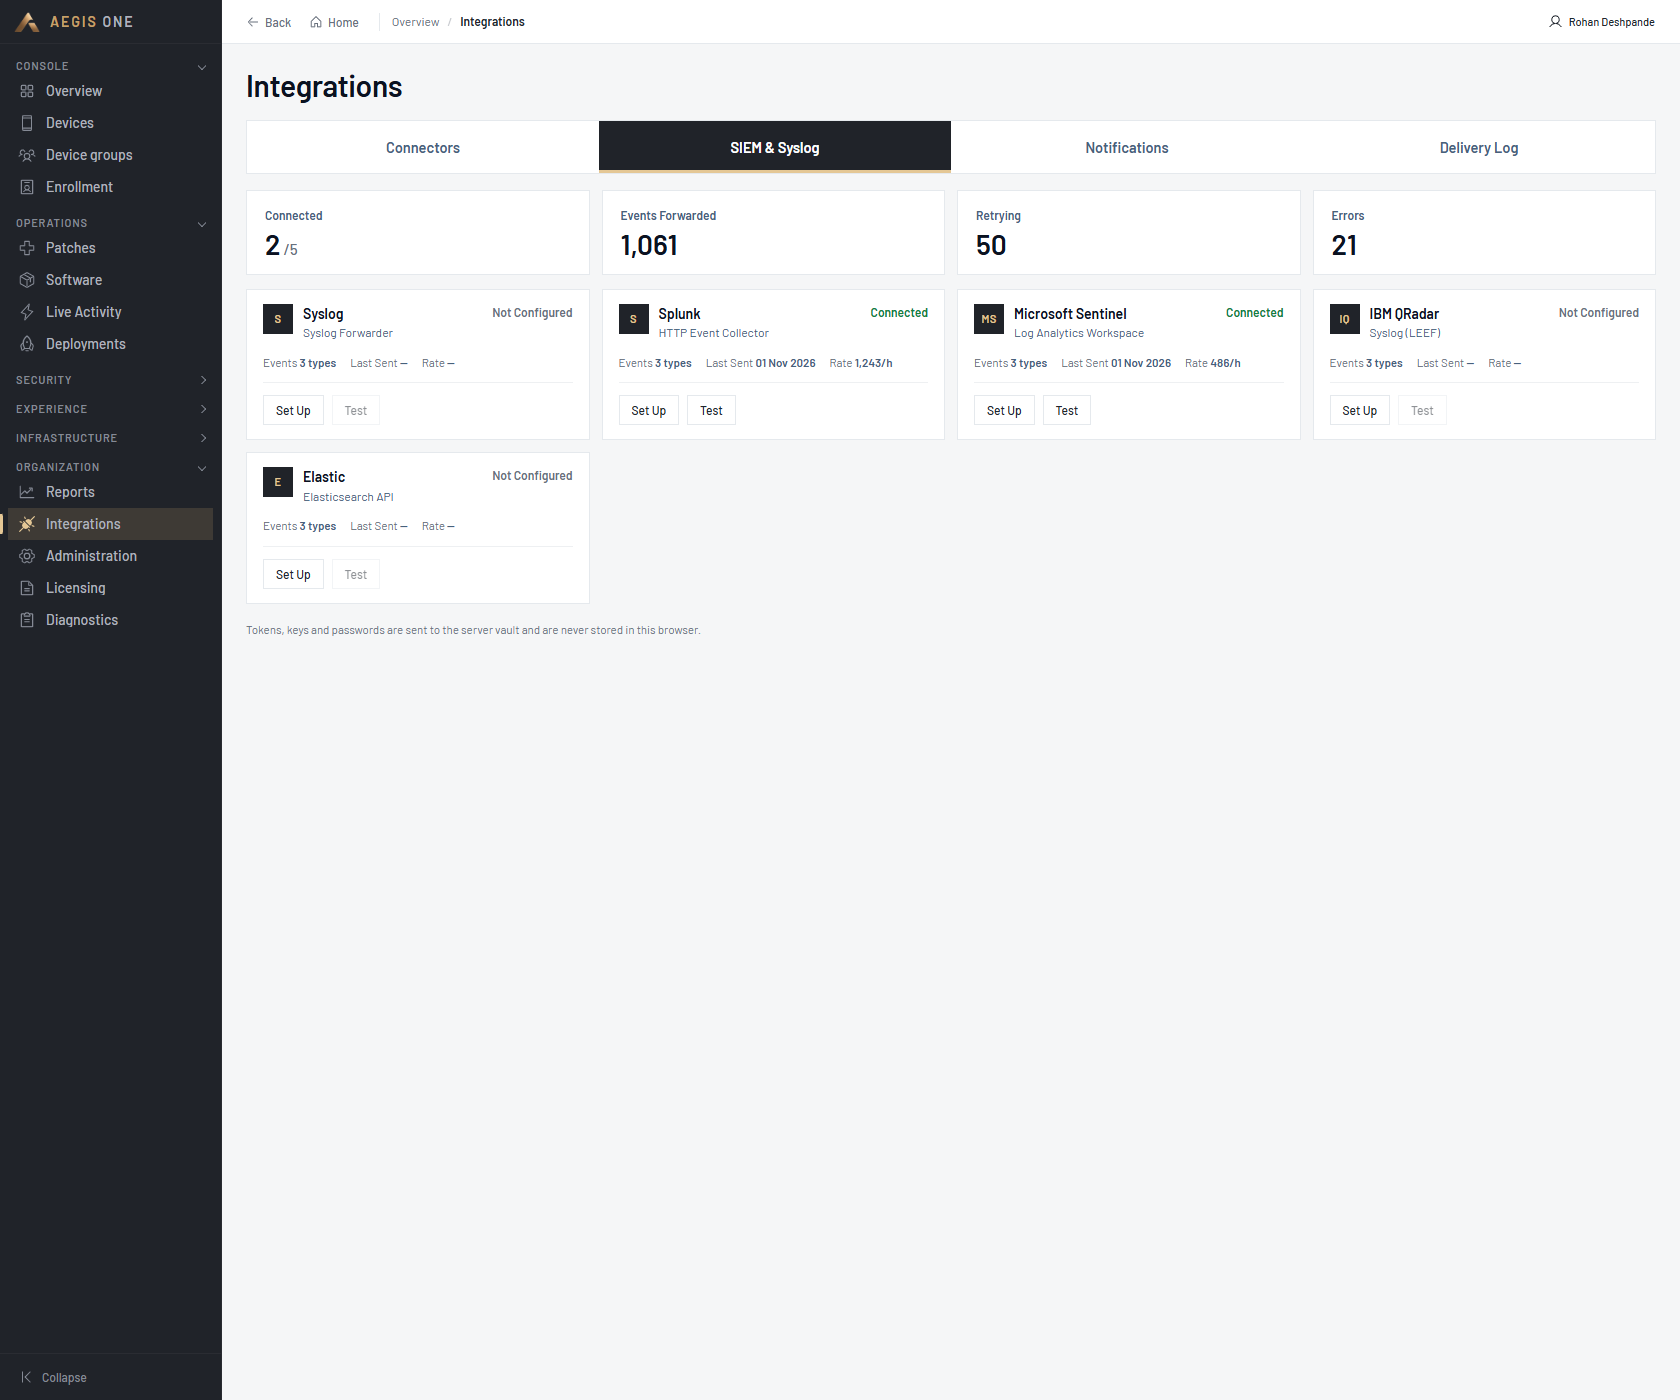 AEGIS ONE
Back
Home
Overview / Integrations
Rohan Deshpande
CONSOLE
Overview
Devices
Device groups
Enrollment
OPERATIONS
Patches
Software
Live Activity
Deployments
SECURITY
EXPERIENCE
INFRASTRUCTURE
ORGANIZATION
Reports
Integrations
Administration
Licensing
Diagnostics
Collapse
Integrations
Connectors
SIEM & Syslog
Notifications
Delivery Log
Connected
2 /5
Events Forwarded
1,061
Retrying
50
Errors
21
S
Syslog
Not Configured
Syslog Forwarder
Events 3 types Last Sent — Rate —
Set Up
Test
S
Splunk
Connected
HTTP Event Collector
Events 3 types Last Sent 01 Nov 2026 Rate 1,243/h
Set Up
Test
MS
Microsoft Sentinel
Connected
Log Analytics Workspace
Events 3 types Last Sent 01 Nov 2026 Rate 486/h
Set Up
Test
IQ
IBM QRadar
Not Configured
Syslog (LEEF)
Events 3 types Last Sent — Rate —
Set Up
Test
E
Elastic
Not Configured
Elasticsearch API
Events 3 types Last Sent — Rate —
Set Up
Test
Tokens, keys and passwords are sent to the server vault and are never stored in this browser.